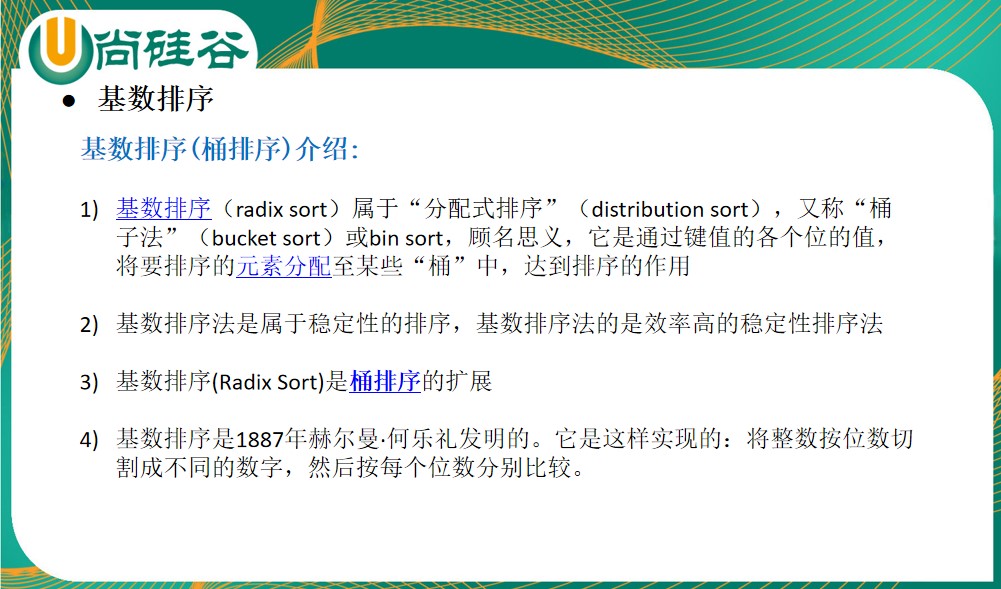 尚硅谷
● 基数排序
基数排序(桶排序)介绍:
1) 基数排序（radix sort）属于“分配式排序”（distribution sort），又称“桶
子法”（bucket sort）或bin sort，顾名思义，它是通过键值的各个位的值，
将要排序的元素分配至某些“桶”中，达到排序的作用
2) 基数排序法是属于稳定性的排序，基数排序法的是效率高的稳定性排序法
3) 基数排序(Radix Sort)是桶排序的扩展
4) 基数排序是1887年赫尔曼·何乐礼发明的。它是这样实现的：将整数按位数切
割成不同的数字，然后按每个位数分别比较。